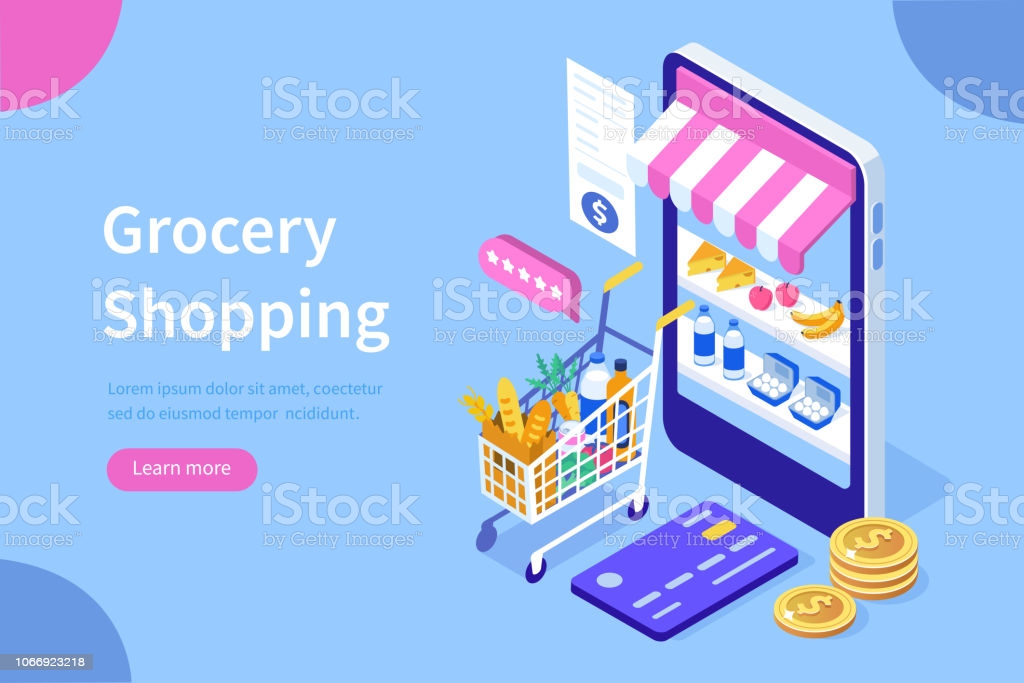 Grocery
Shopping
Lorem ipsum dolor sit amet, coectetur
sed do eiusmod tempor ncididunt.
Learn more
$
$
$
iStock
by Getty Images™
1066923218